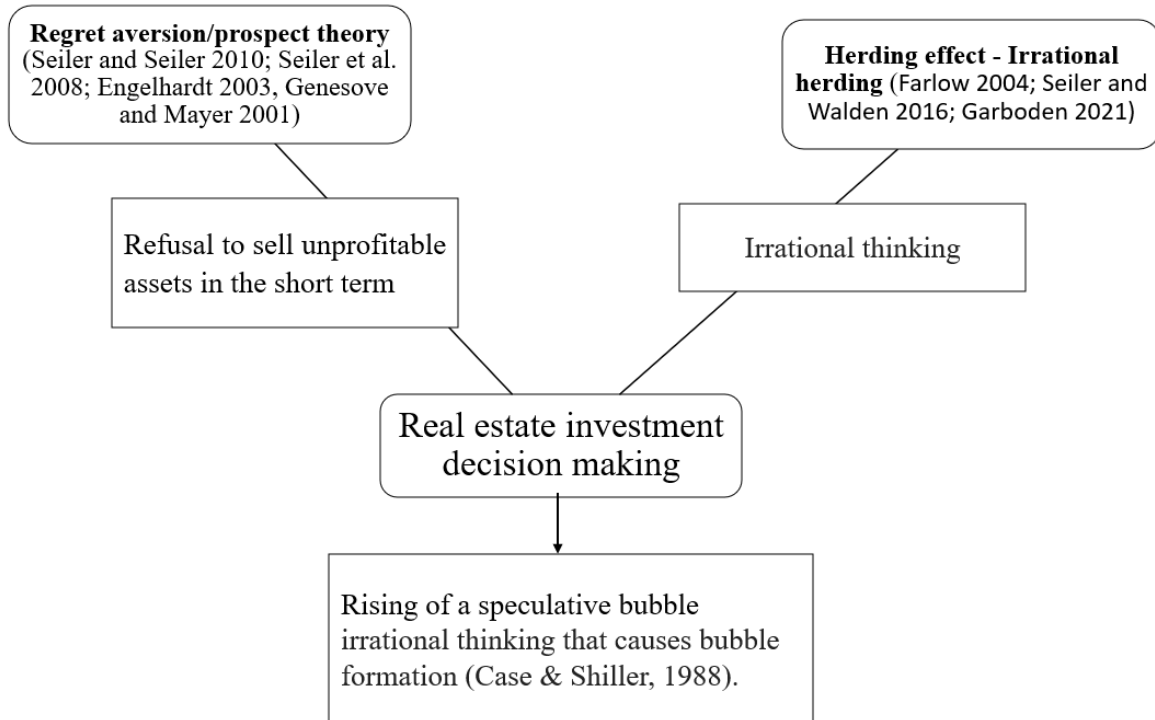 Regret aversion/prospect theory
(Seiler and Seiler 2010; Seiler et al.
2008; Engelhardt 2003, Genesove
and Mayer 2001)
Herding effect - Irrational
herding (Farlow 2004; Seiler and
Walden 2016; Garboden 2021)
Refusal to sell unprofitable
assets in the short term
Irrational thinking
Real estate investment
decision making
Rising of a speculative bubble
irrational thinking that causes bubble
formation (Case & Shiller, 1988).